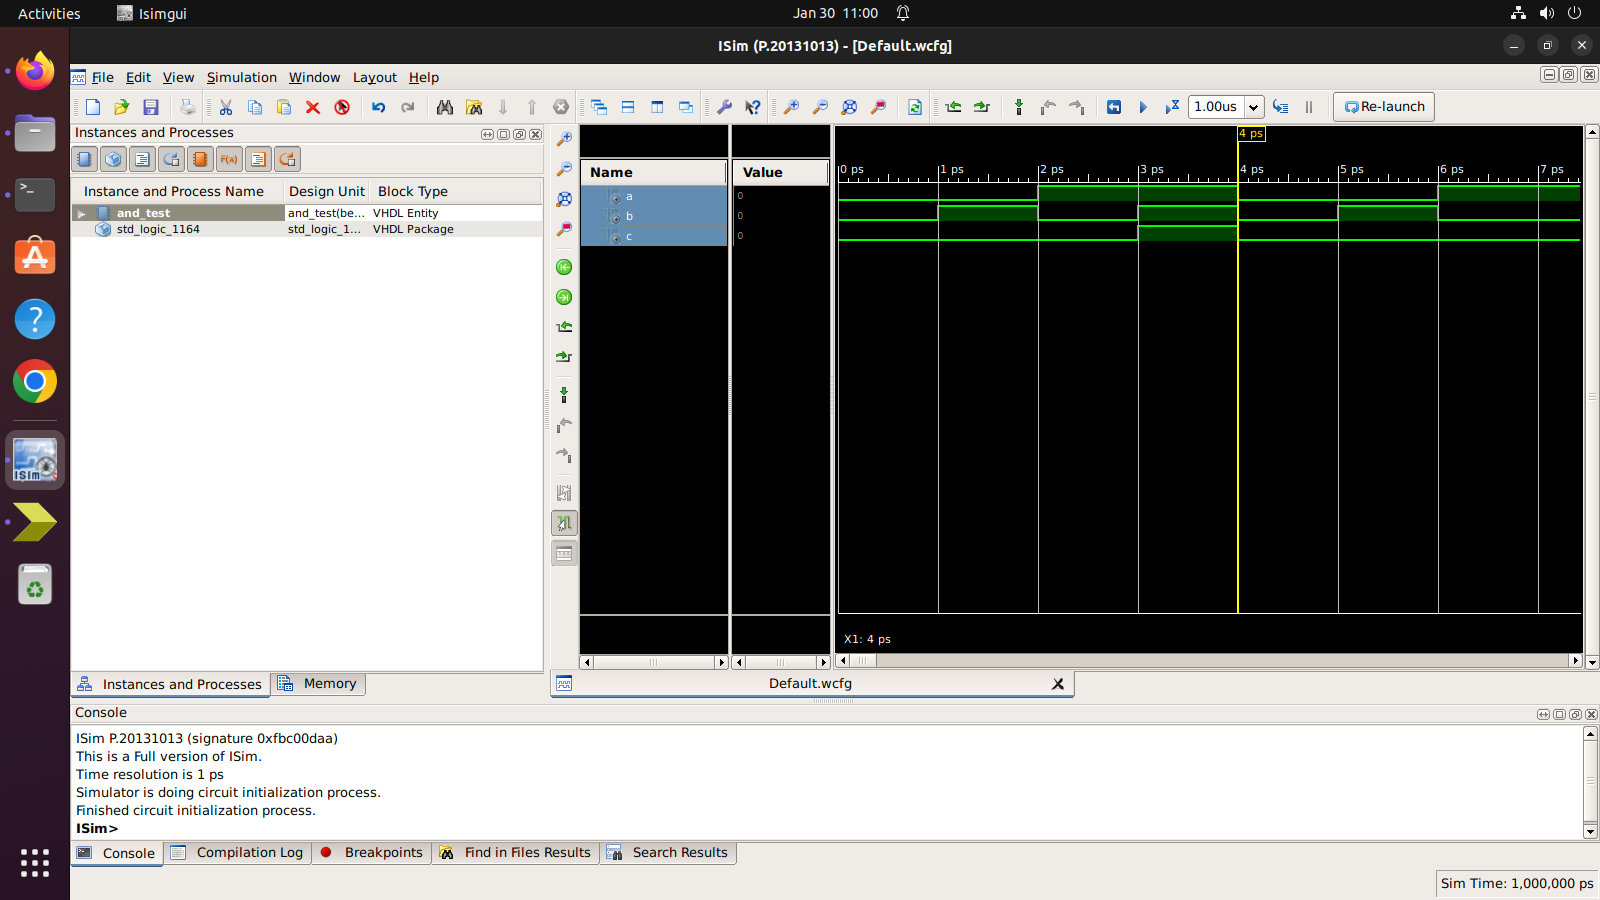 Activities
Isimgui
Jan 30 11:00
ISim (P.20131013) - [Default.wcfg]
File Edit View Simulation Window Layout Help
1.00us
Re-launch
Instances and Processes
F(x)
Instance and Process Name Design Unit Block Type
and_test and_test(be... VHDL Entity
std_logic_1164 std_logic_1... VHDL Package
Name Value
a 0
b 0
c 0
4 ps
0 ps 1 ps 2 ps 3 ps 4 ps 5 ps 6 ps 7 ps
X1: 4 ps
Instances and Processes Memory
Default.wcfg
Console
ISim P.20131013 (signature 0xfbc00daa)
This is a Full version of ISim.
Time resolution is 1 ps
Simulator is doing circuit initialization process.
Finished circuit initialization process.
ISim>
Console Compilation Log Breakpoints Find in Files Results Search Results
Sim Time: 1,000,000 ps
ISim